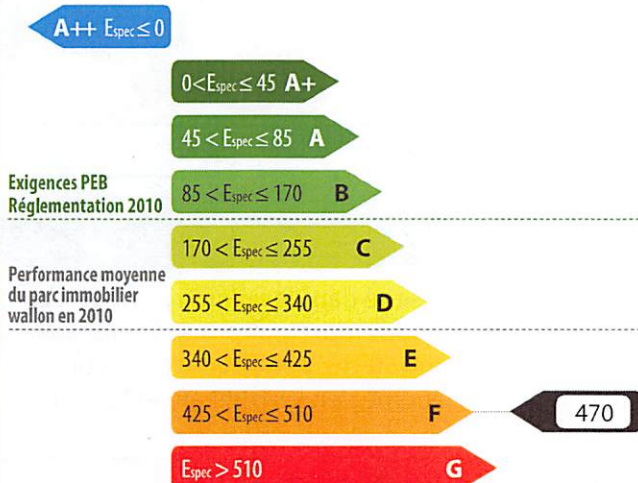 A++ Espec ≤ 0
0 < Espec ≤ 45 A+
45 < Espec ≤ 85 A
Exigences PEB
Réglementation 2010
85 < Espec ≤ 170 B
170 < Espec ≤ 255 C
Performance moyenne
du parc immobilier
wallon en 2010
255 < Espec ≤ 340 D
340 < Espec ≤ 425 E
425 < Espec ≤ 510 F 470
Espec > 510 G